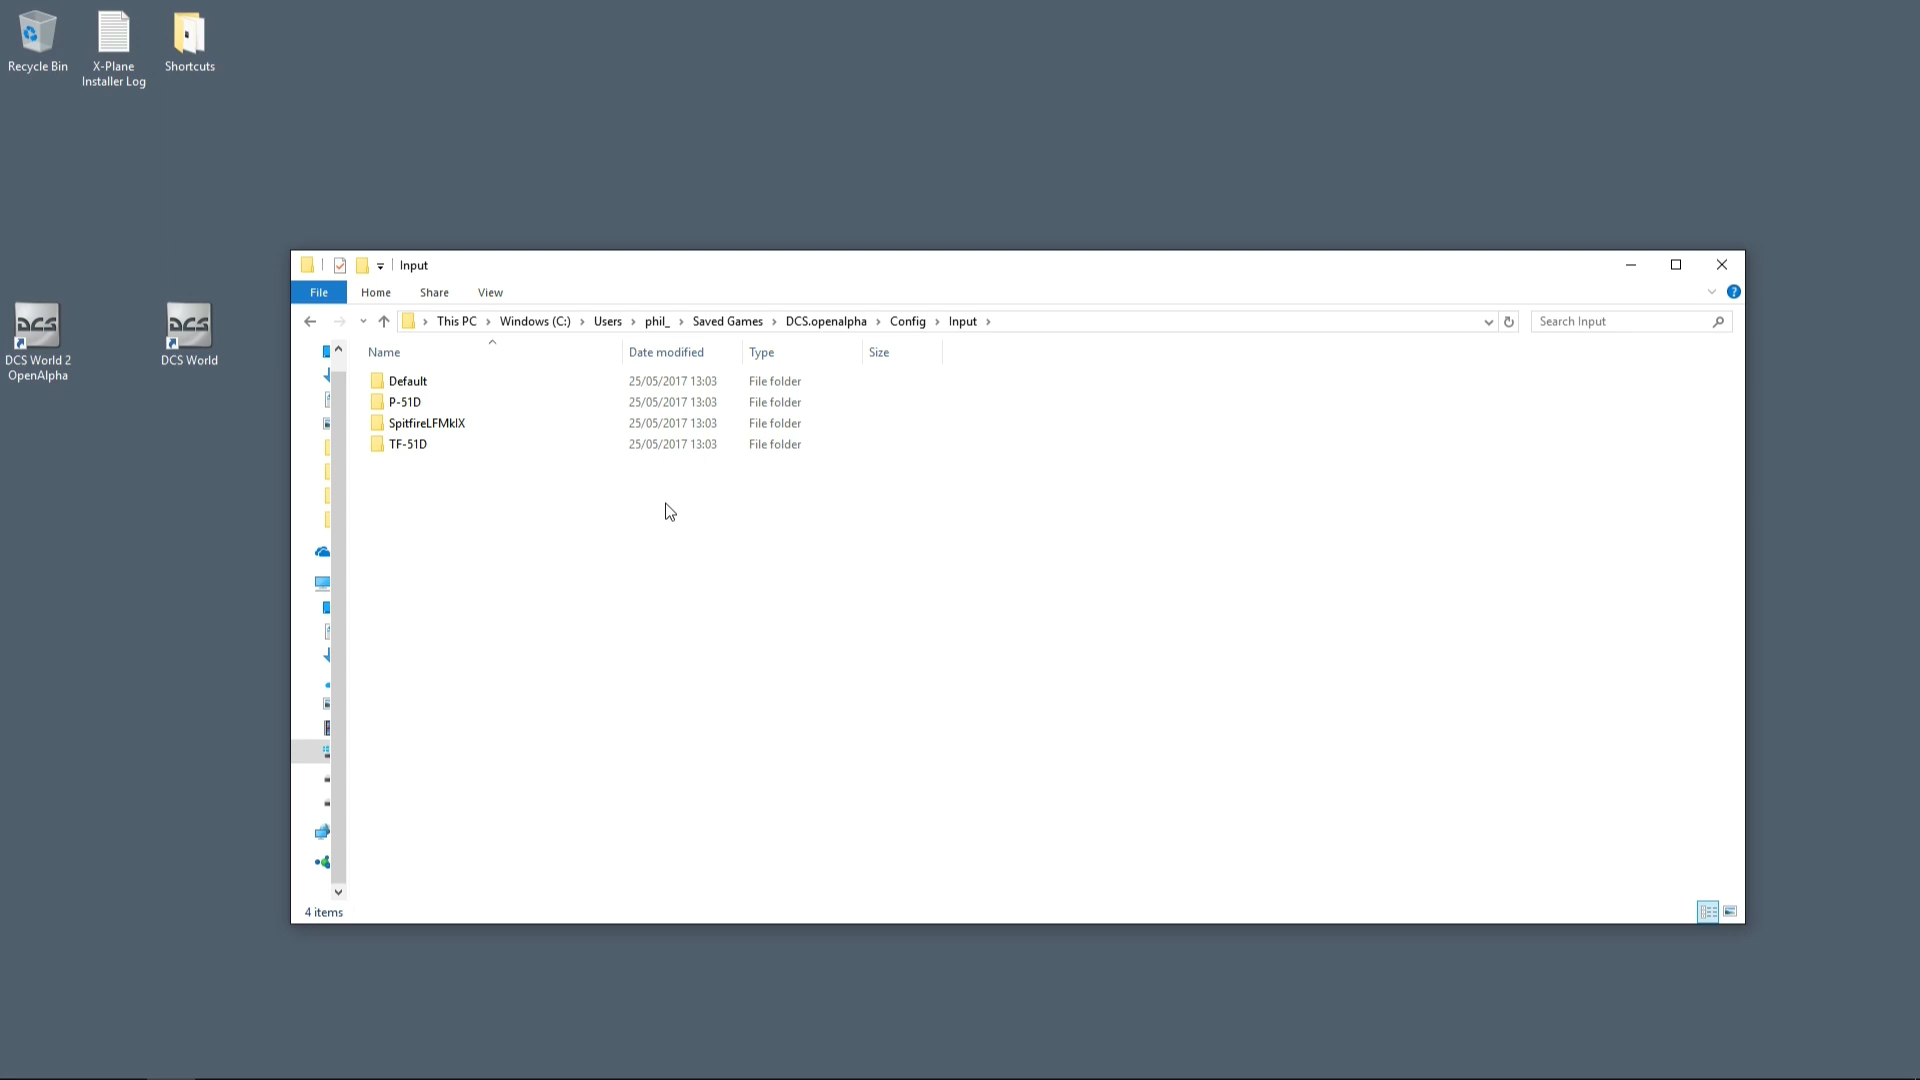 Recycle Bin
X-Plane
Installer Log
Shortcuts
DCS
DCS World 2
OpenAlpha
DCS
DCS World
Input
File Home Share View
This PC › Windows (C:) › Users › phil_ › Saved Games › DCS.openalpha › Config › Input ›
Search Input
Name Date modified Type Size
Default 25/05/2017 13:03 File folder
P-51D 25/05/2017 13:03 File folder
SpitfireLFMkIX 25/05/2017 13:03 File folder
TF-51D 25/05/2017 13:03 File folder
4 items